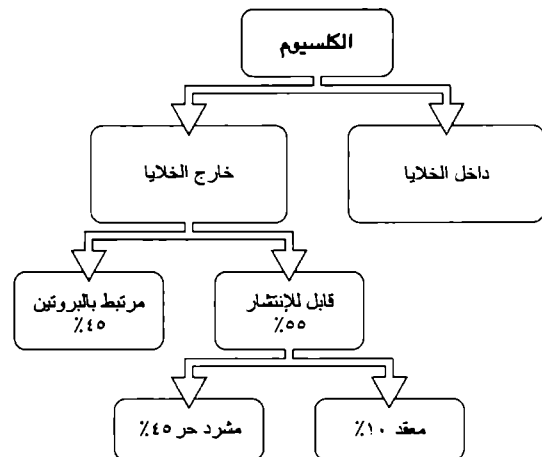 الكلسيوم
خارج الخلايا
داخل الخلايا
مرتبط بالبروتين
٤٥٪
قابل للإنتشار
٥٥٪
مشرد حر ٤٥٪
معقد ١٠٪